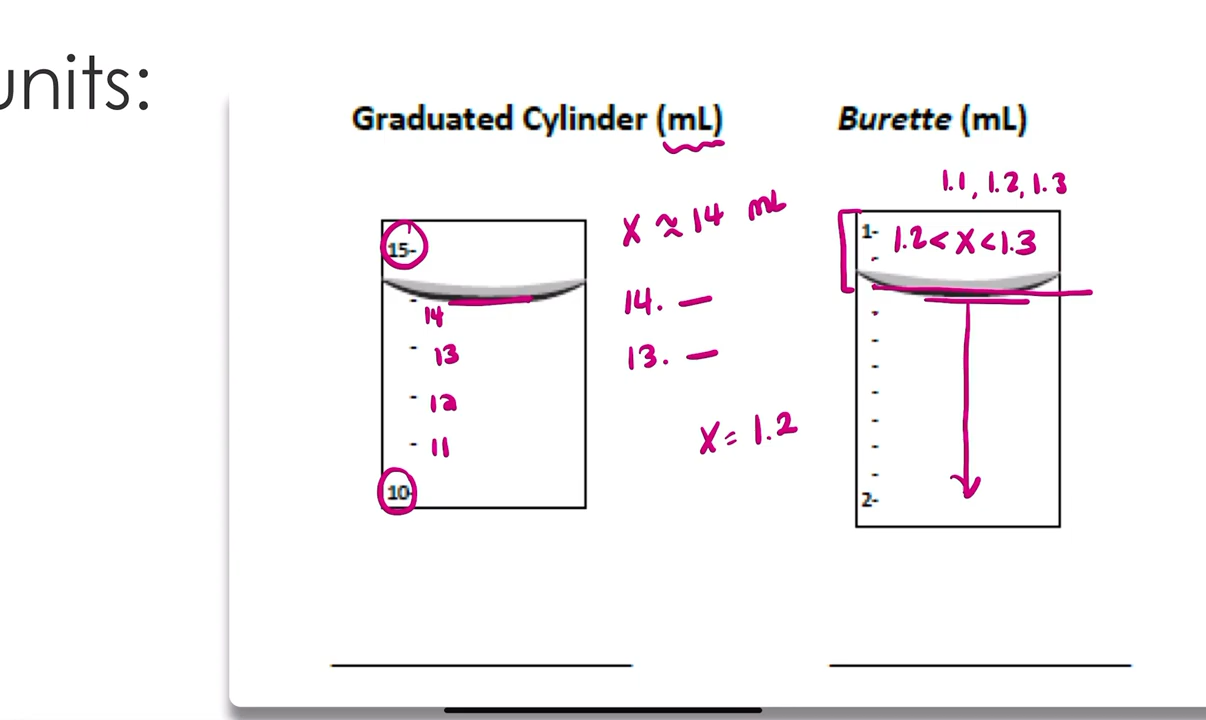 units:
Graduated Cylinder (mL)
15-
14
13
12
11
10-
X ≈ 14 mL
14. —
13. —
X = 1.2
Burette (mL)
1.1, 1.2, 1.3
1-
1.2 < X < 1.3
2-